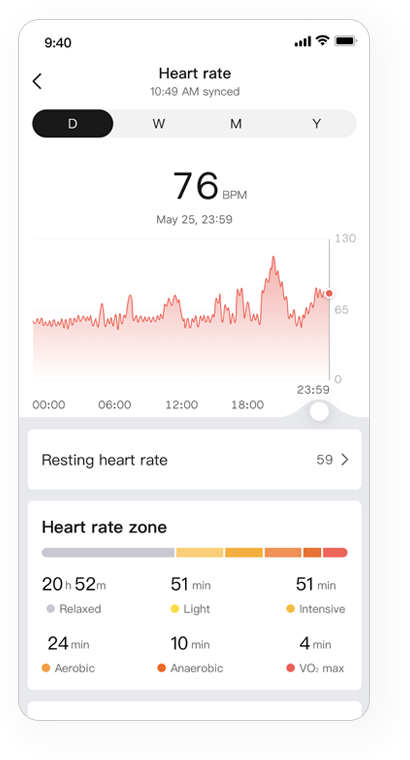 9:40
Heart rate
10:49 AM synced
D W M Y
76 BPM
May 25, 23:59
130
65
0
23:59
00:00 06:00 12:00 18:00
Resting heart rate 59
Heart rate zone
20 h 52 m 51 min 51 min
Relaxed Light Intensive
24 min 10 min 4 min
Aerobic Anaerobic VO₂ max